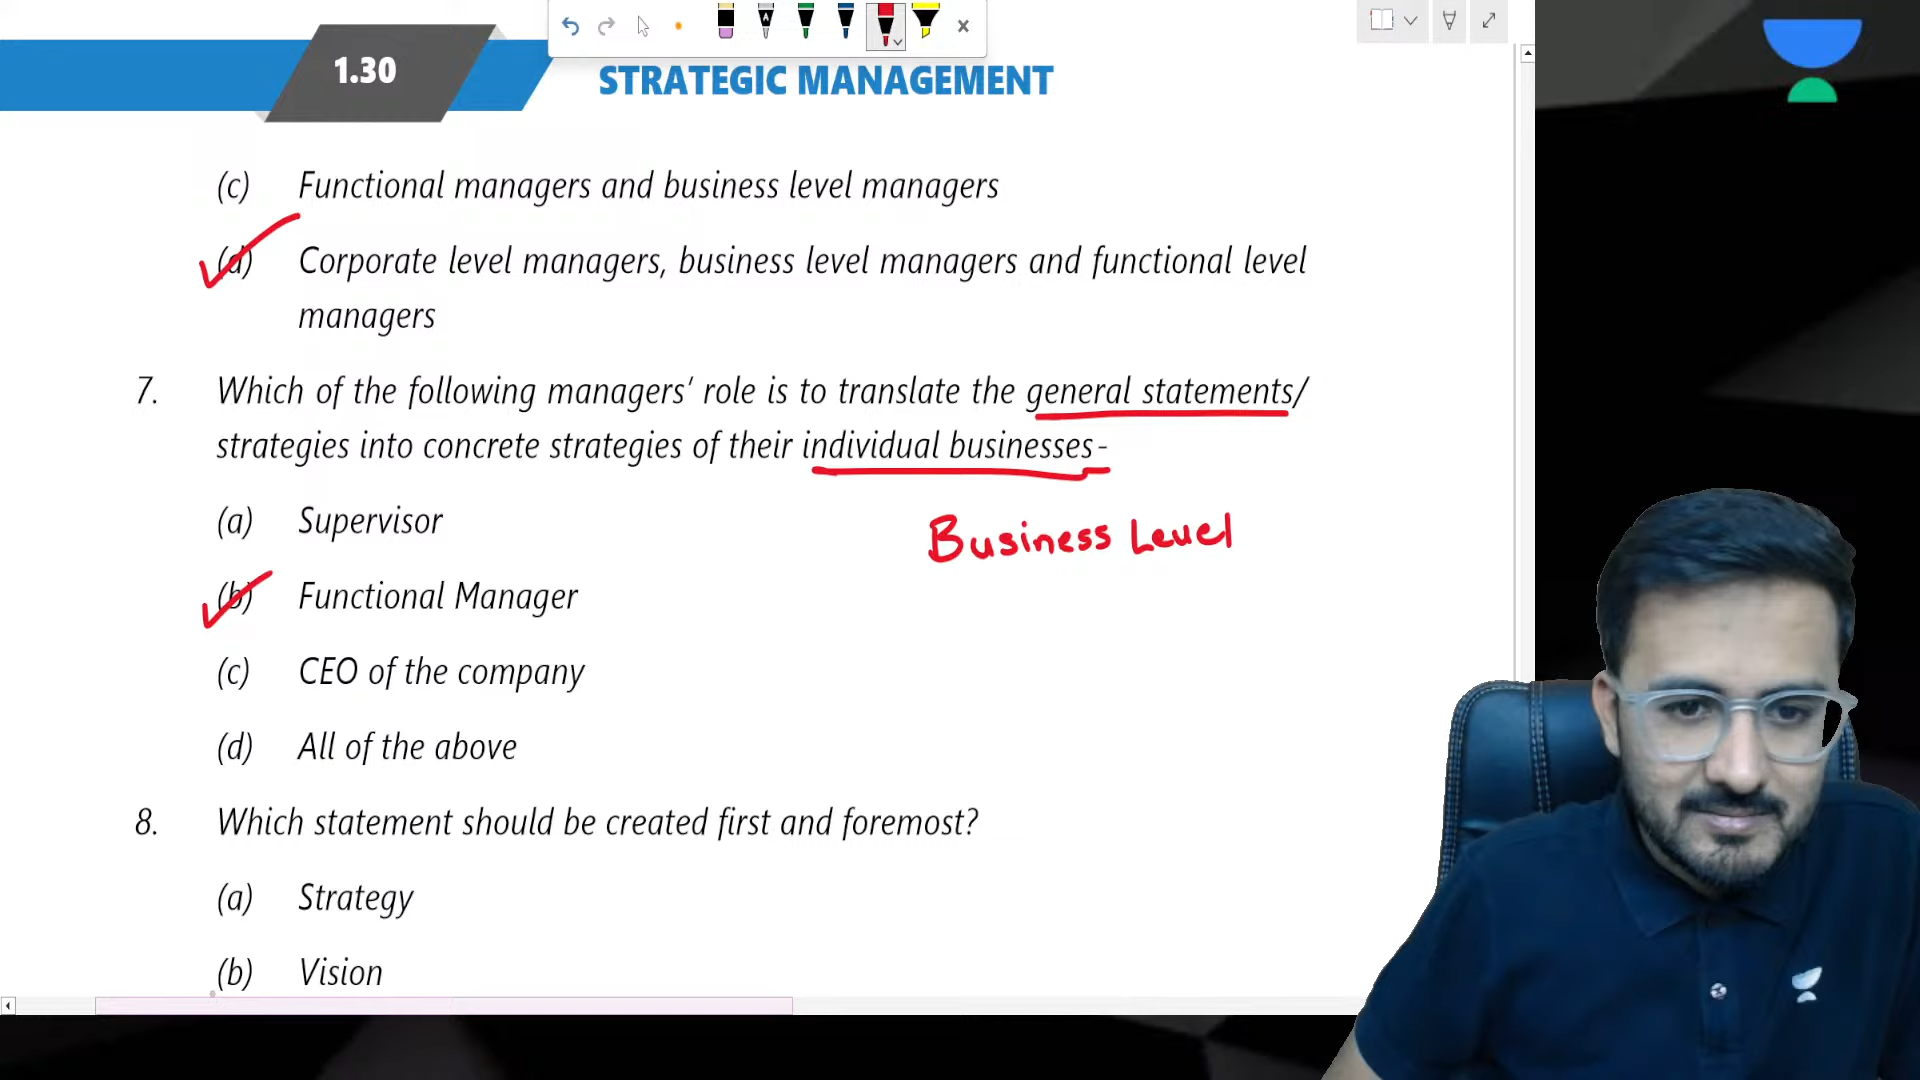 1.30
STRATEGIC MANAGEMENT
(c) Functional managers and business level managers
(d) Corporate level managers, business level managers and functional level
managers
7. Which of the following managers' role is to translate the general statements/
strategies into concrete strategies of their individual businesses-
(a) Supervisor
Business Level
(b) Functional Manager
(c) CEO of the company
(d) All of the above
8. Which statement should be created first and foremost?
(a) Strategy
(b) Vision